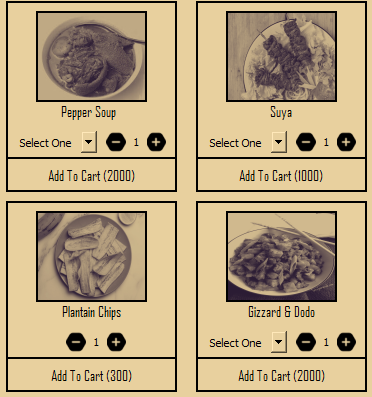 Pepper Soup
Select One 1
Add To Cart (2000)
Suya
Select One 1
Add To Cart (1000)
Plantain Chips
1
Add To Cart (300)
Gizzard & Dodo
Select One 1
Add To Cart (2000)